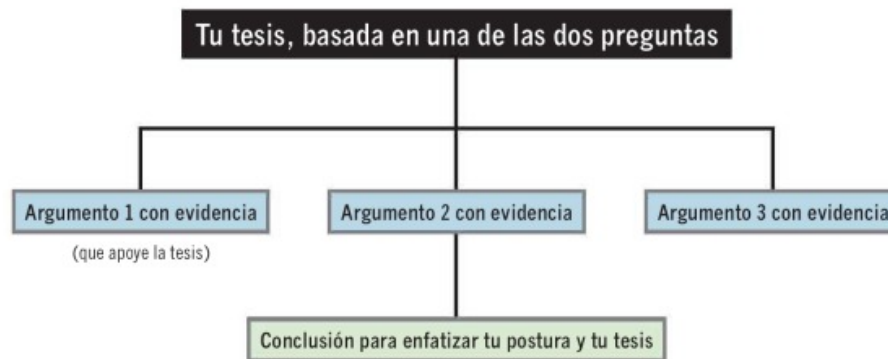 Tu tesis, basada en una de las dos preguntas
Argumento 1 con evidencia
Argumento 2 con evidencia
Argumento 3 con evidencia
(que apoye la tesis)
Conclusión para enfatizar tu postura y tu tesis